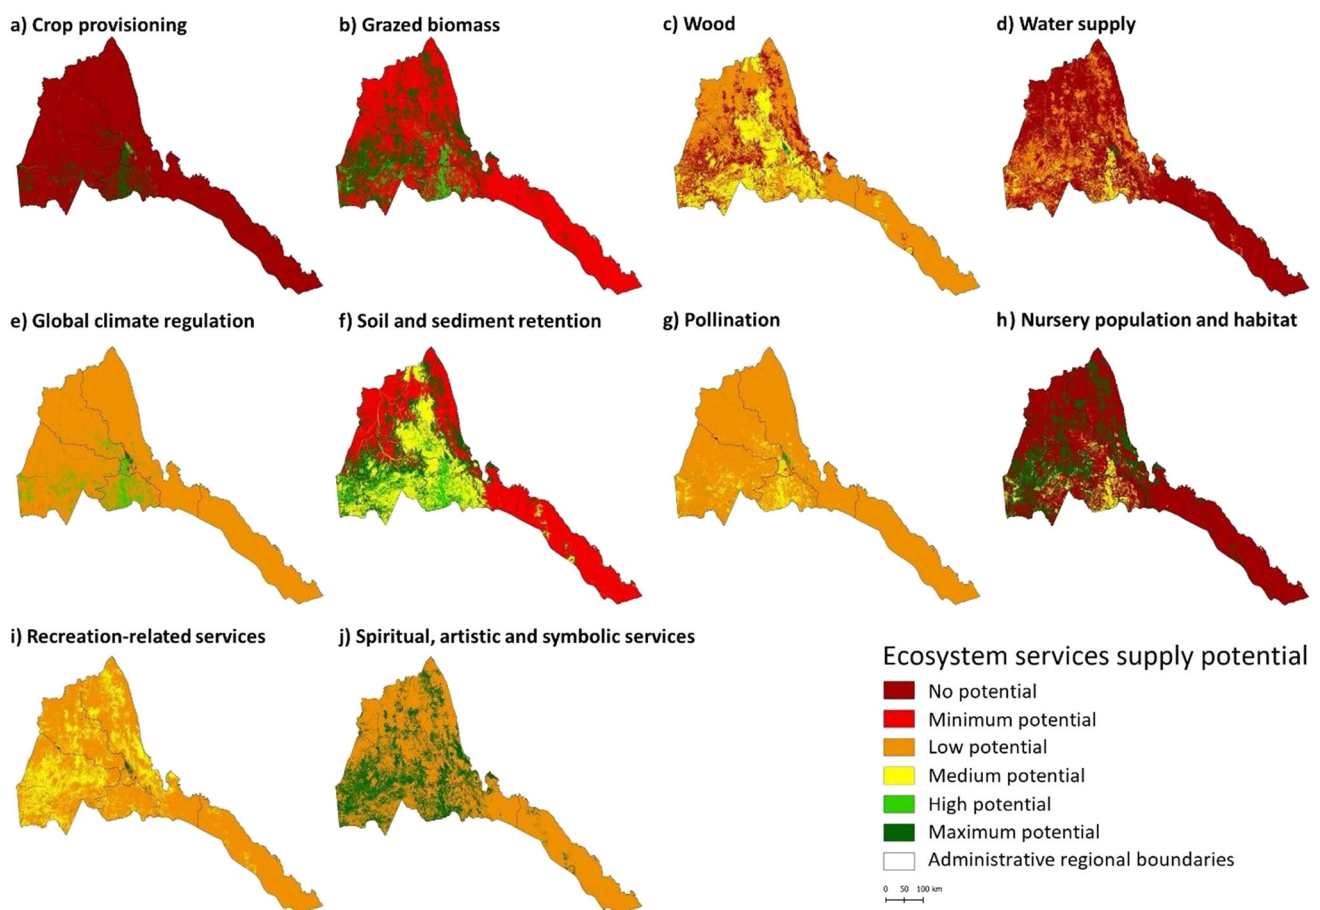 a) Crop provisioning
b) Grazed biomass
c) Wood
d) Water supply
e) Global climate regulation
f) Soil and sediment retention
g) Pollination
h) Nursery population and habitat
i) Recreation-related services
j) Spiritual, artistic and symbolic services
Ecosystem services supply potential
No potential
Minimum potential
Low potential
Medium potential
High potential
Maximum potential
Administrative regional boundaries
0 50 100 km